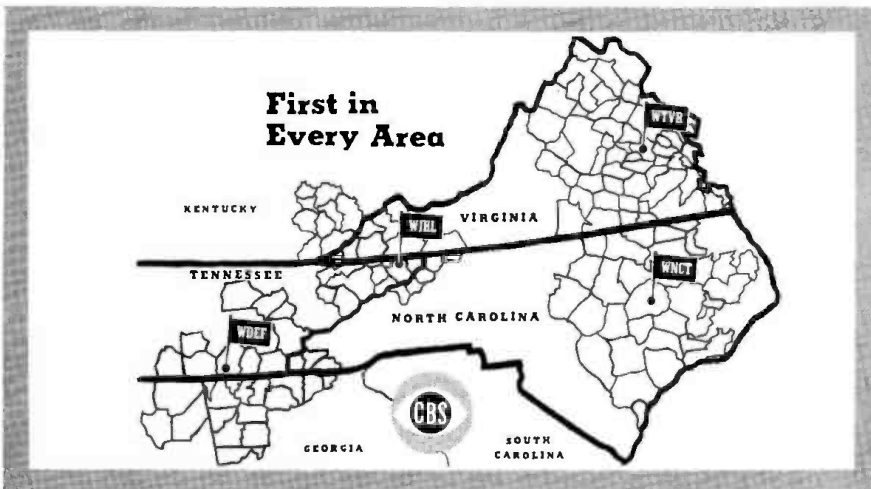 First in
Every Area
WTVR
KENTUCKY
VIRGINIA
WJHL
TENNESSEE
WNCT
NORTH CAROLINA
WDEF
CBS
GEORGIA
SOUTH
CAROLINA